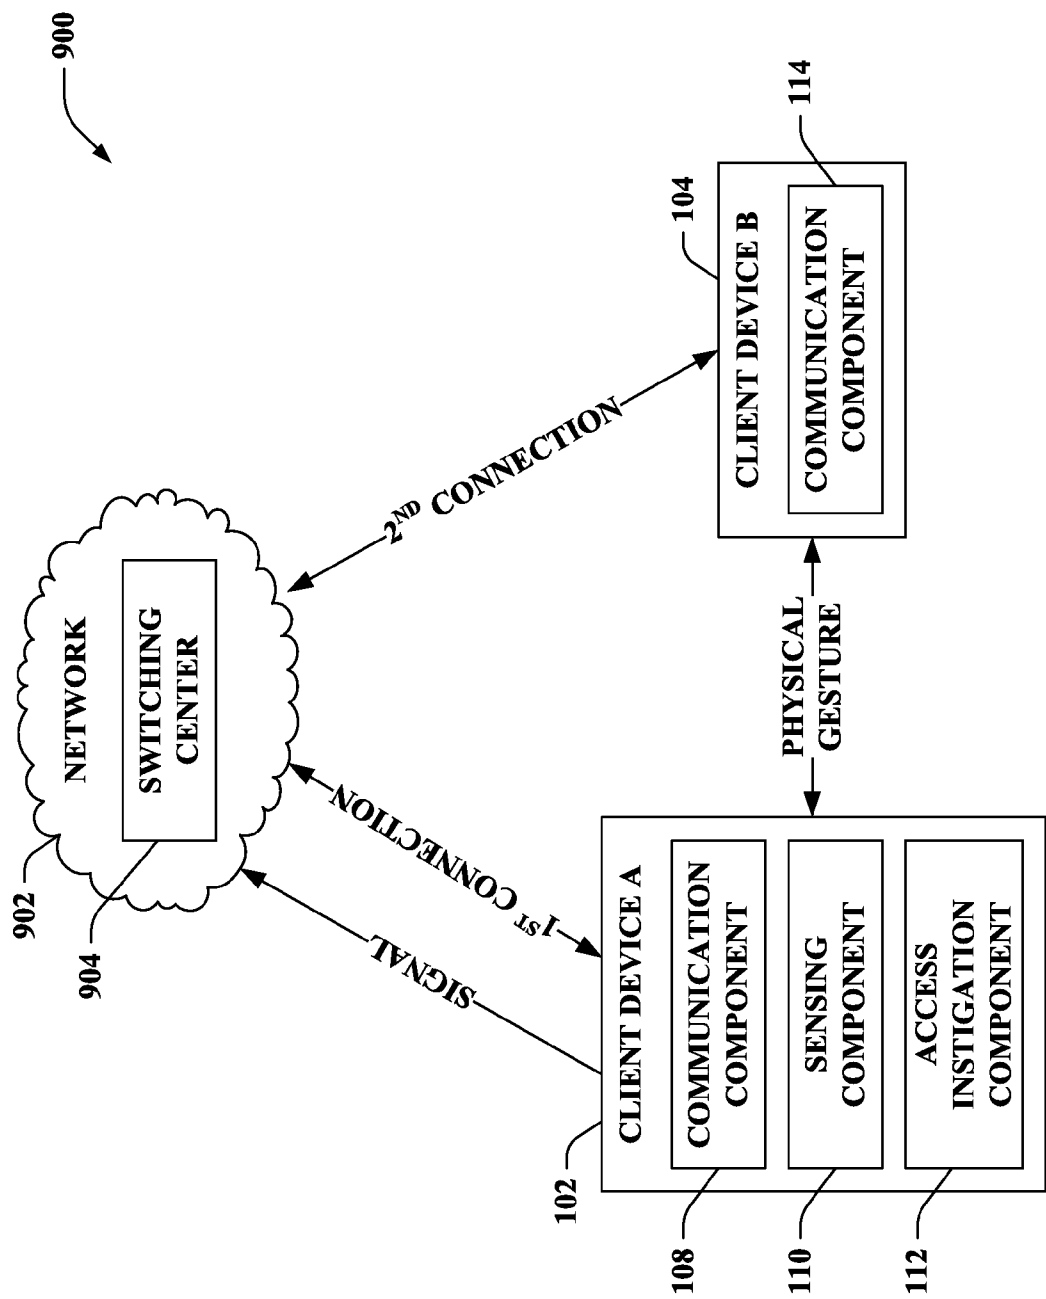 900
902
NETWORK
904
SWITCHING
CENTER
SIGNAL
1ST CONNECTION
2ND CONNECTION
102
CLIENT DEVICE A
108
COMMUNICATION
COMPONENT
110
SENSING
COMPONENT
112
ACCESS
INSTIGATION
COMPONENT
PHYSICAL
GESTURE
104
CLIENT DEVICE B
114
COMMUNICATION
COMPONENT